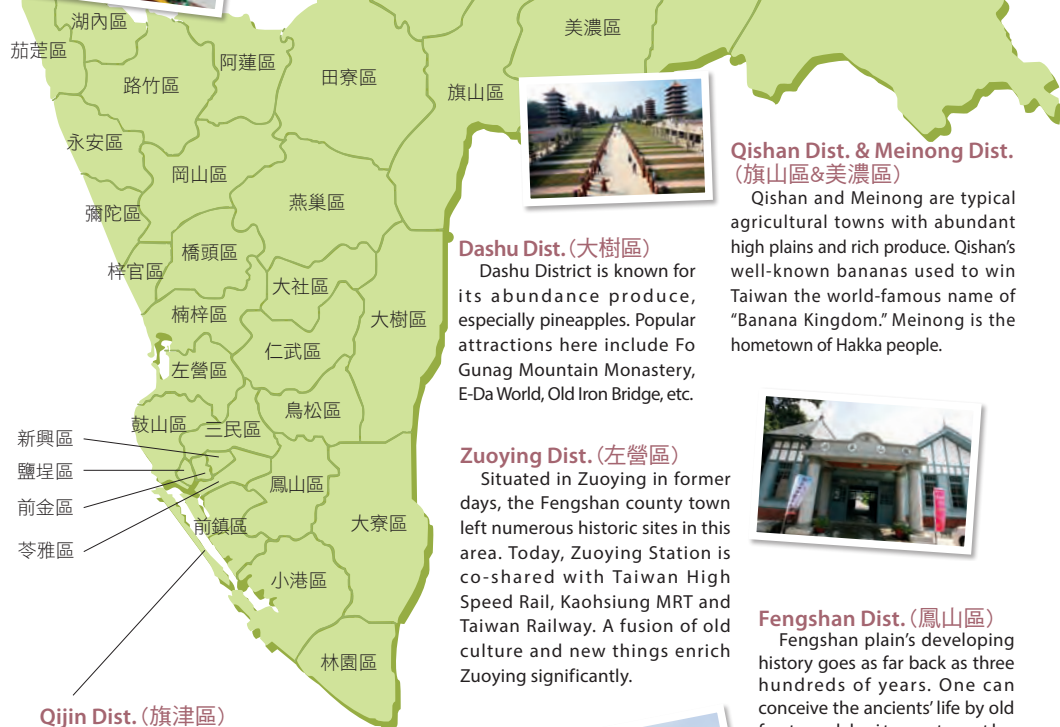 湖內區
美濃區
茄萣區
阿蓮區
田寮區
路竹區
旗山區
永安區
岡山區
燕巢區
彌陀區
橋頭區
梓官區
大社區
楠梓區
大樹區
仁武區
左營區
鳥松區
鼓山區
三民區
新興區
鹽埕區
鳳山區
前金區
前鎮區
大寮區
苓雅區
小港區
林園區
Qijin Dist.(旗津區)
Dashu Dist.(大樹區)
Dashu District is known for
its abundance produce,
especially pineapples. Popular
attractions here include Fo
Gunag Mountain Monastery,
E-Da World, Old Iron Bridge, etc.
Zuoying Dist.(左營區)
Situated in Zuoying in former
days, the Fengshan county town
left numerous historic sites in this
area. Today, Zuoying Station is
co-shared with Taiwan High
Speed Rail, Kaohsiung MRT and
Taiwan Railway. A fusion of old
culture and new things enrich
Zuoying significantly.
Qishan Dist. & Meinong Dist.
(旗山區&美濃區)
Qishan and Meinong are typical
agricultural towns with abundant
high plains and rich produce. Qishan's
well-known bananas used to win
Taiwan the world-famous name of
“Banana Kingdom.” Meinong is the
hometown of Hakka people.
Fengshan Dist.(鳳山區)
Fengshan plain's developing
history goes as far back as three
hundreds of years. One can
conceive the ancients' life by old